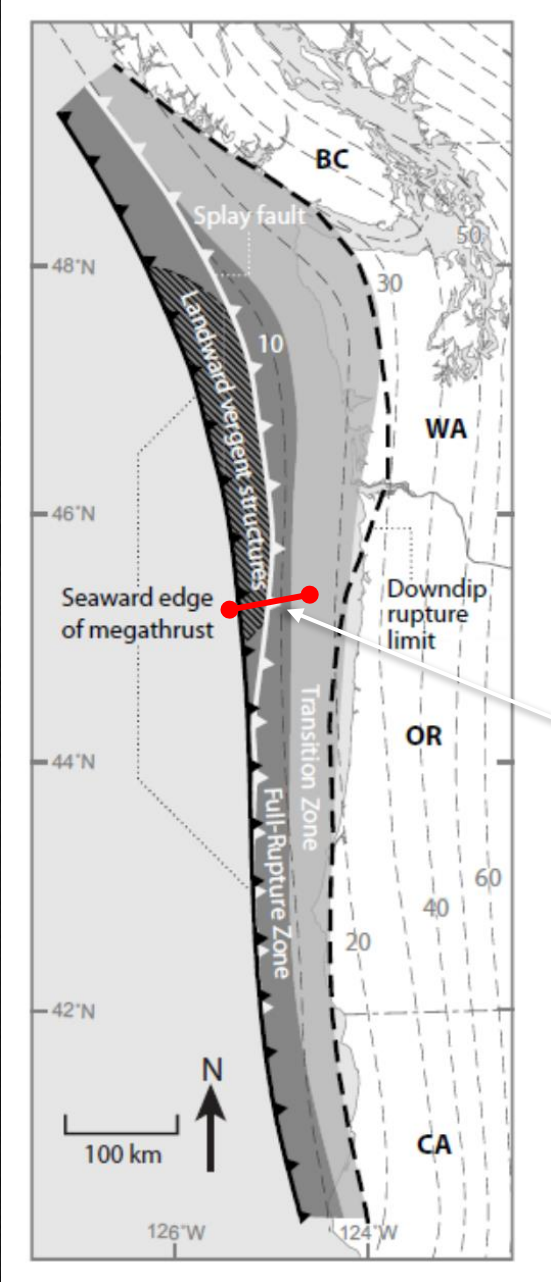 BC
50
Splay fault
48°N
30
Landward vergent structures
10
WA
46°N
Seaward edge
of megathrust
Downdip
rupture
limit
Transition Zone
OR
44°N
Full-Rupture Zone
60
40
20
42°N
N
100 km
CA
126°W
124°W